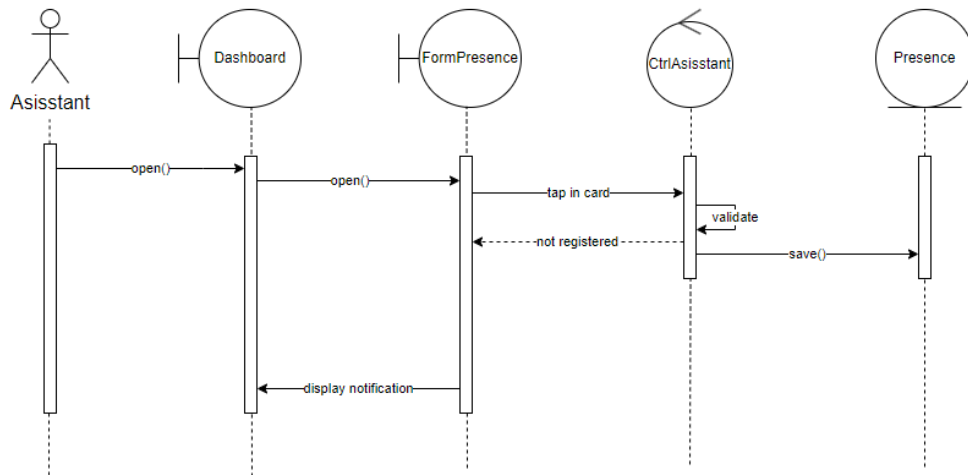 Dashboard
FormPresence
CtrlAsisstant
Presence
Asisstant
open()
open()
tap in card
validate
not registered
save()
display notification